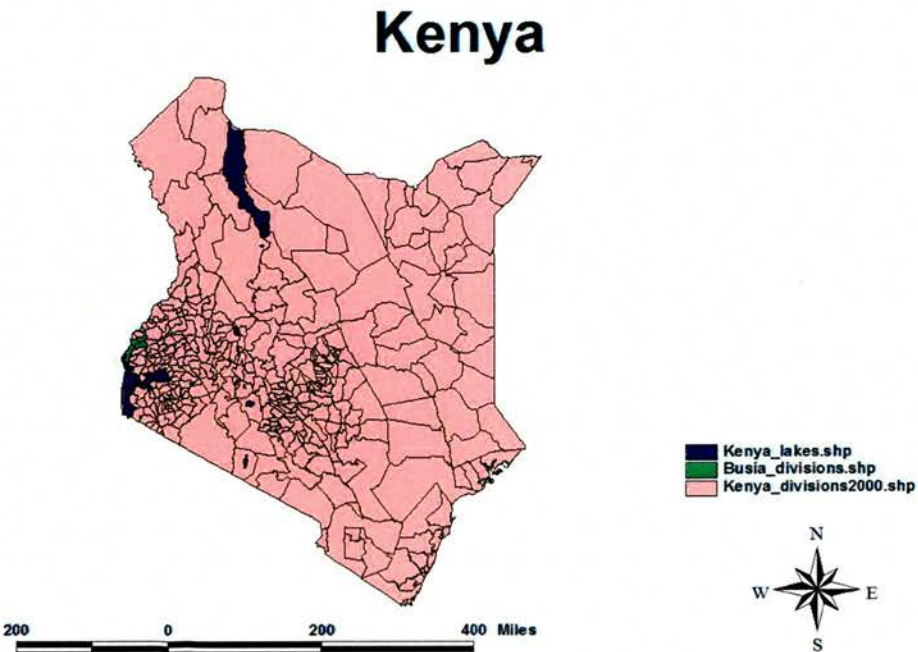 Kenya
Kenya_lakes.shp
Busia_divisions.shp
Kenya_divisions2000.shp
N
W E
S
200 0 200 400 Miles